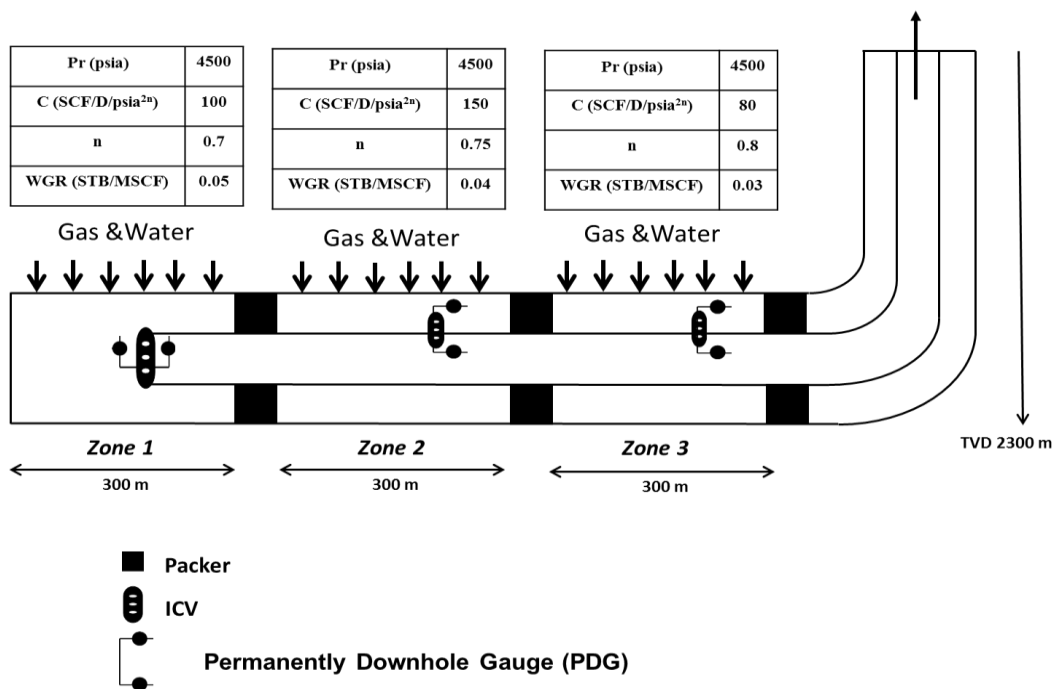 Pr (psia) 4500
C (SCF/D/psia²ⁿ) 100
n 0.7
WGR (STB/MSCF) 0.05
Pr (psia) 4500
C (SCF/D/psia²ⁿ) 150
n 0.75
WGR (STB/MSCF) 0.04
Pr (psia) 4500
C (SCF/D/psia²ⁿ) 80
n 0.8
WGR (STB/MSCF) 0.03
Gas &Water
Gas &Water
Gas &Water
Zone 1
Zone 2
Zone 3
300 m
300 m
300 m
TVD 2300 m
Packer
ICV
Permanently Downhole Gauge (PDG)